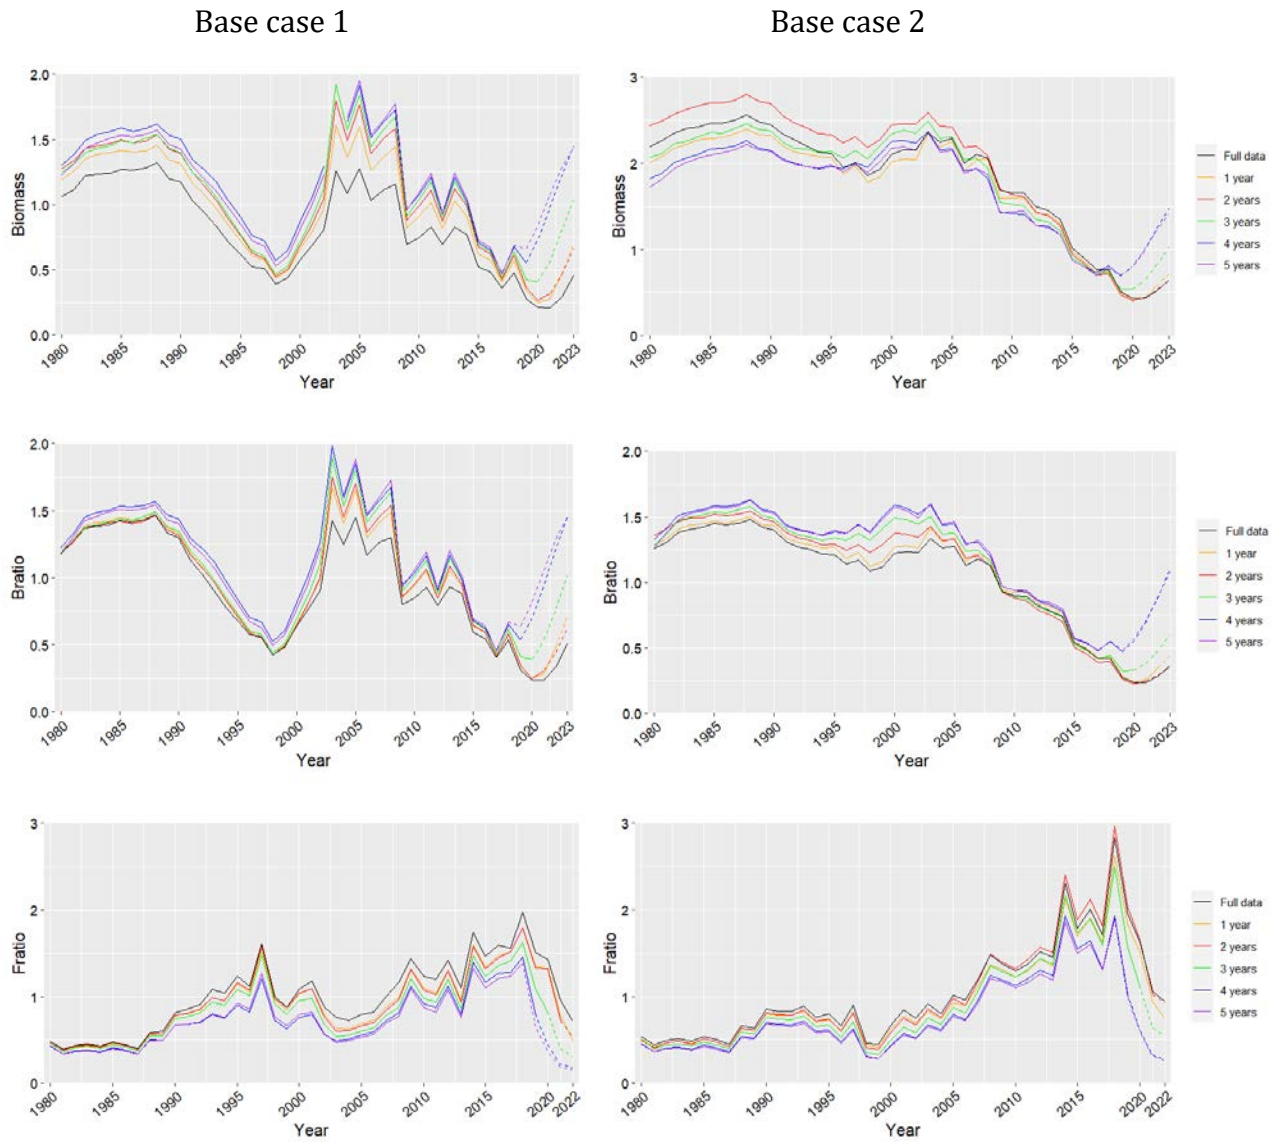 Base case 1
Base case 2
Biomass
2.0
1.5
1.0
0.5
0.0
1980
1985
1990
1995
2000
2005
2010
2015
2020
2023
Year
Biomass
3
2
1
0
1980
1985
1990
1995
2000
2005
2010
2015
2020
2023
Year
Full data
1 year
2 years
3 years
4 years
5 years
Bratio
2.0
1.5
1.0
0.5
0.0
1980
1985
1990
1995
2000
2005
2010
2015
2020
2023
Year
Bratio
2.0
1.5
1.0
0.5
0.0
1980
1985
1990
1995
2000
2005
2010
2015
2020
2023
Year
Full data
1 year
2 years
3 years
4 years
5 years
Fratio
3
2
1
0
1980
1985
1990
1995
2000
2005
2010
2015
2020
2022
Year
Fratio
3
2
1
0
1980
1985
1990
1995
2000
2005
2010
2015
2020
2022
Year
Full data
1 year
2 years
3 years
4 years
5 years